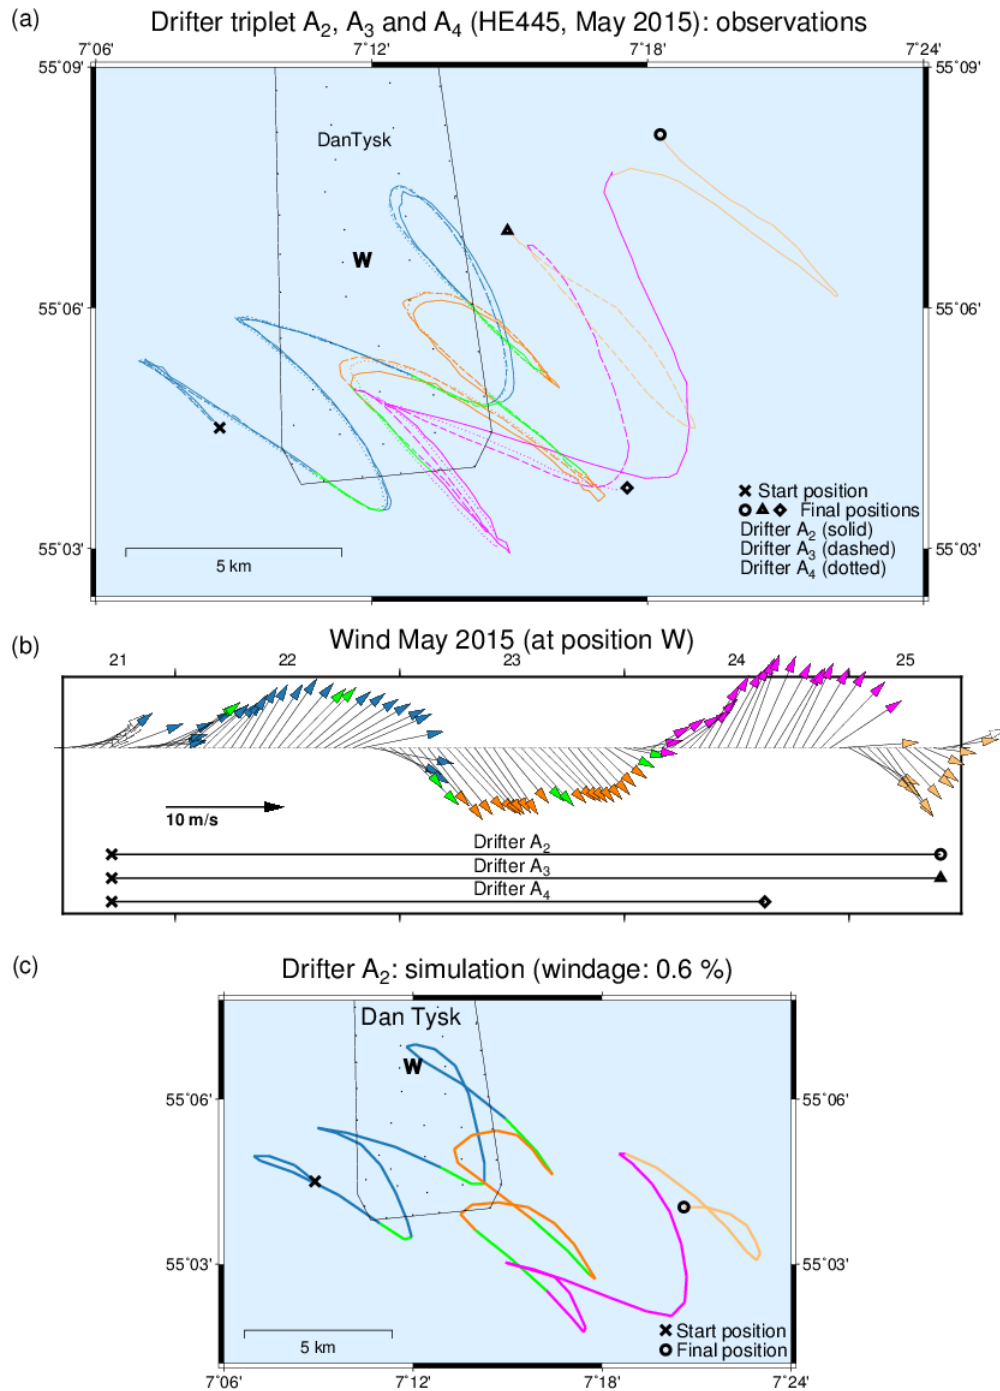 (a)
Drifter triplet A2, A3 and A4 (HE445, May 2015): observations
7°06' 7°12' 7°18' 7°24'
55°09' 55°09'
DanTysk
W
55°06' 55°06'
Start position
Final positions
Drifter A2 (solid)
Drifter A3 (dashed)
Drifter A4 (dotted)
55°03' 55°03'
5 km
(b)
Wind May 2015 (at position W)
21 22 23 24 25
10 m/s
Drifter A2
Drifter A3
Drifter A4
(c)
Drifter A2: simulation (windage: 0.6 %)
Dan Tysk
W
55°06' 55°06'
55°03' 55°03'
5 km
Start position
Final position
7°06' 7°12' 7°18' 7°24'